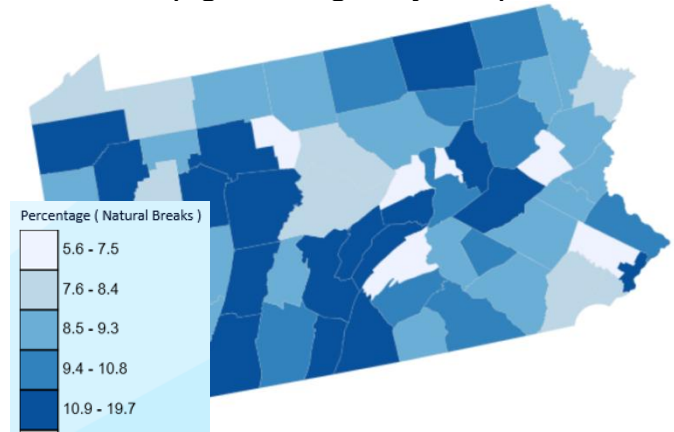 Percentage ( Natural Breaks )
5.6 - 7.5
7.6 - 8.4
8.5 - 9.3
9.4 - 10.8
10.9 - 19.7